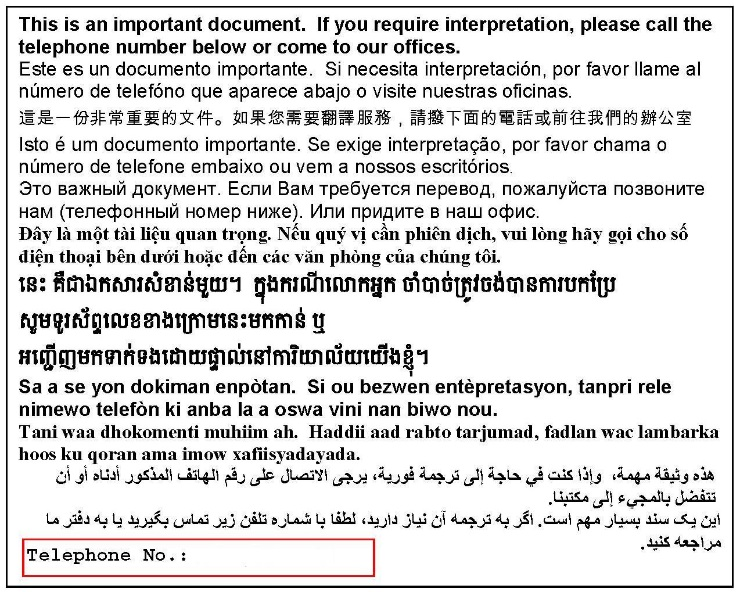 This is an important document.  If you require interpretation, please call the
telephone number below or come to our offices.
Este es un documento importante.  Si necesita interpretación, por favor llame al
número de telefóno que aparece abajo o visite nuestras oficinas.
這是一份非常重要的文件。如果您需要翻譯服務，請撥下面的電話或前往我們的辦公室
Isto é um documento importante. Se exige interpretação, por favor chama o
número de telefone embaixo ou vem a nossos escritórios.
Это важный документ. Если Вам требуется перевод, пожалуйста позвоните
нам (телефонный номер ниже). Или придите в наш офис.
Đây là một tài liệu quan trọng. Nếu quý vị cần phiên dịch, vui lòng hãy gọi cho số
điện thoại bên dưới hoặc đến các văn phòng của chúng tôi.
នេះ គឺជាឯកសារសំខាន់មួយ។  ក្នុងករណីលោកអ្នក ចាំបាច់ត្រូវចង់បានការបកប្រែ
សូមទូរស័ព្ទលេខខាងក្រោមនេះមកកាន់ ឬ
អញ្ជើញមកទាក់ទងដោយផ្ទាល់នៅការិយាល័យយើងខ្ញុំ។
Sa a se yon dokiman enpòtan.  Si ou bezwen entèpretasyon, tanpri rele
nimewo telefòn ki anba la a oswa vini nan biwo nou.
Tani waa dhokomenti muhiim ah.  Haddii aad rabto tarjumad, fadlan wac lambarka
hoos ku qoran ama imow xafiisyadayada.
هذه وثيقة مهمة،  وإذا كنت في حاجة إلى ترجمة فورية، يرجى الاتصال على رقم الهاتف المذكور أدناه أو أن
تتفضل بالمجيء إلى مكتبنا.
این یک سند بسیار مهم است. اگر به ترجمه آن نیاز دارید، لطفا با شماره تلفن زیر تماس بگیرید یا به دفتر ما
مراجعه کنید.
Telephone No.: